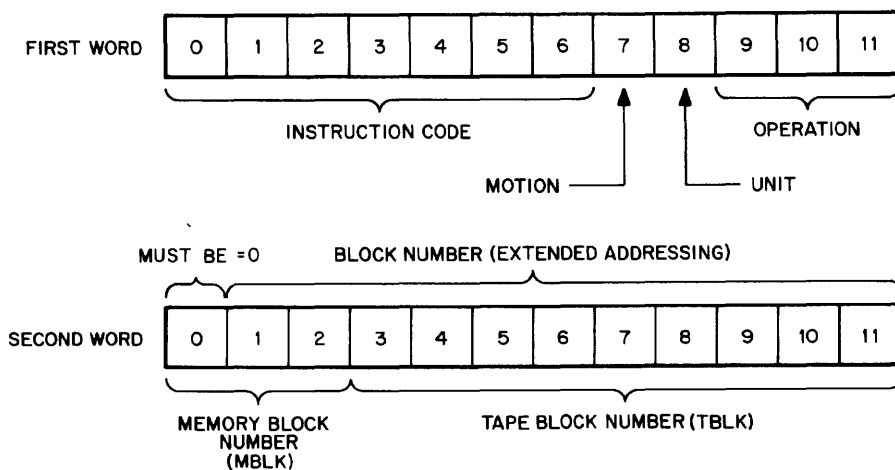 FIRST WORD 0 1 2 3 4 5 6 7 8 9 10 11
INSTRUCTION CODE
OPERATION
MOTION
UNIT
MUST BE =0
BLOCK NUMBER (EXTENDED ADDRESSING)
SECOND WORD 0 1 2 3 4 5 6 7 8 9 10 11
MEMORY BLOCK
NUMBER
(MBLK)
TAPE BLOCK NUMBER (TBLK)